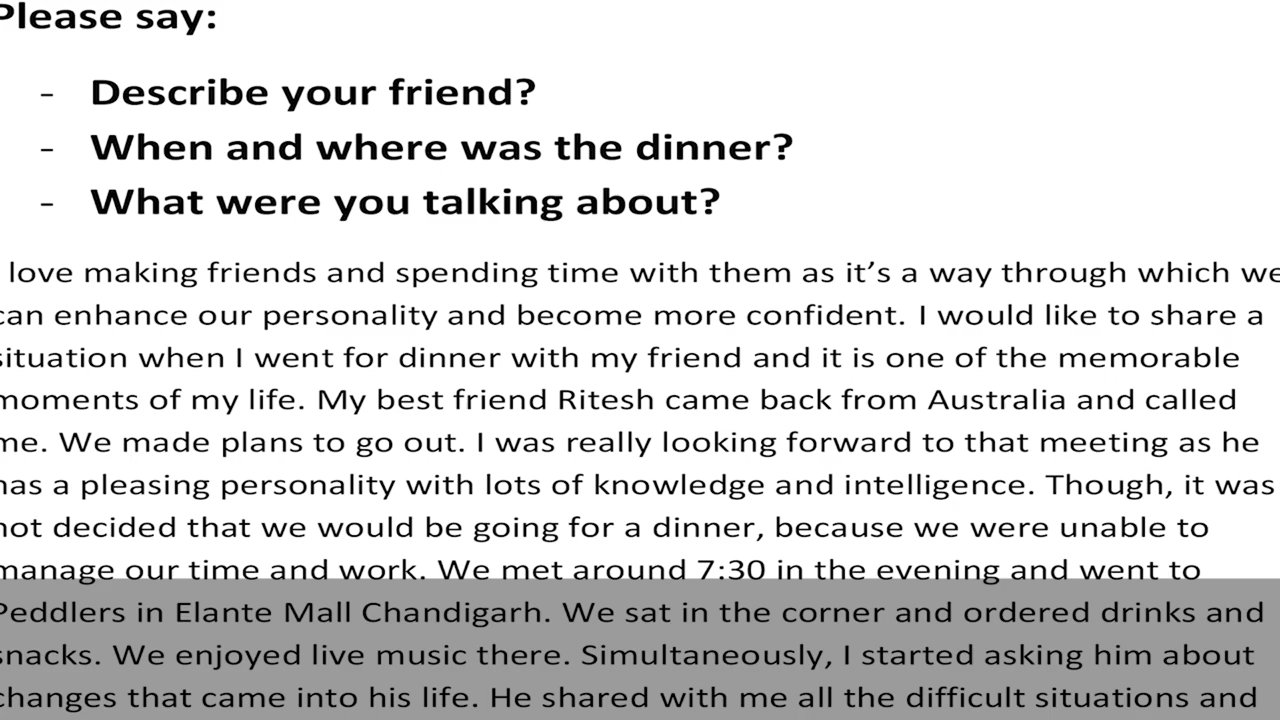 Please say:
- Describe your friend?
- When and where was the dinner?
- What were you talking about?
love making friends and spending time with them as it's a way through which we
can enhance our personality and become more confident. I would like to share a
situation when I went for dinner with my friend and it is one of the memorable
moments of my life. My best friend Ritesh came back from Australia and called
me. We made plans to go out. I was really looking forward to that meeting as he
has a pleasing personality with lots of knowledge and intelligence. Though, it was
not decided that we would be going for a dinner, because we were unable to
manage our time and work. We met around 7:30 in the evening and went to
Peddlers in Elante Mall Chandigarh. We sat in the corner and ordered drinks and
snacks. We enjoyed live music there. Simultaneously, I started asking him about
changes that came into his life. He shared with me all the difficult situations and